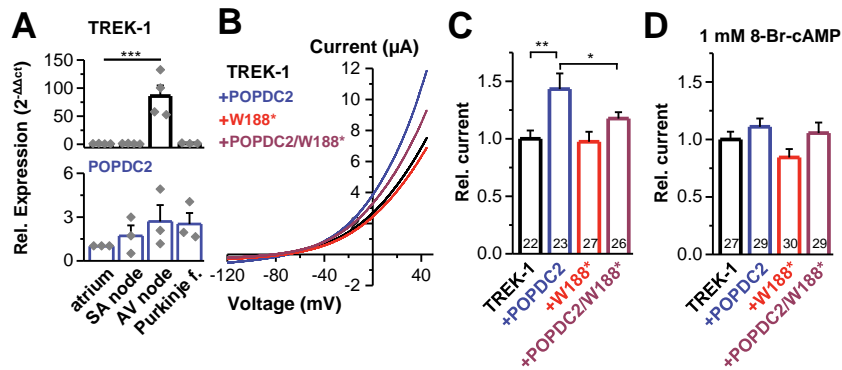 A
TREK-1
Rel. Expression (2-ΔΔct)
***
150
125
100
75
50
25
0
POPDC2
6
3
0
atrium
SA node
AV node
Purkinje f.
B
Current (µA)
TREK-1
+POPDC2
+W188*
+POPDC2/W188*
12
10
8
6
4
2
-2
-120
-80
-40
0
40
Voltage (mV)
C
Rel. current
**
*
1.5
1.0
0.5
0.0
22
23
27
26
TREK-1
+POPDC2
+W188*
+POPDC2/W188*
D
1 mM 8-Br-cAMP
Rel. current
1.5
1.0
0.5
0.0
27
29
30
29
TREK-1
+POPDC2
+W188*
+POPDC2/W188*